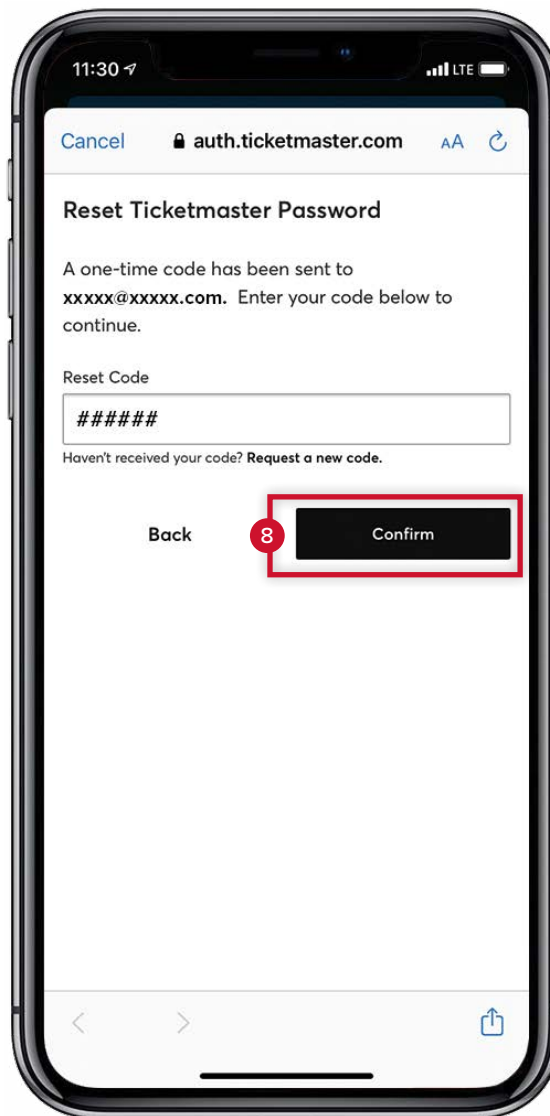 11:30 LTE
Cancel auth.ticketmaster.com AA
Reset Ticketmaster Password
A one-time code has been sent to
xxxxx@xxxxx.com. Enter your code below to
continue.
Reset Code
######
Haven't received your code? Request a new code.
Back 8 Confirm